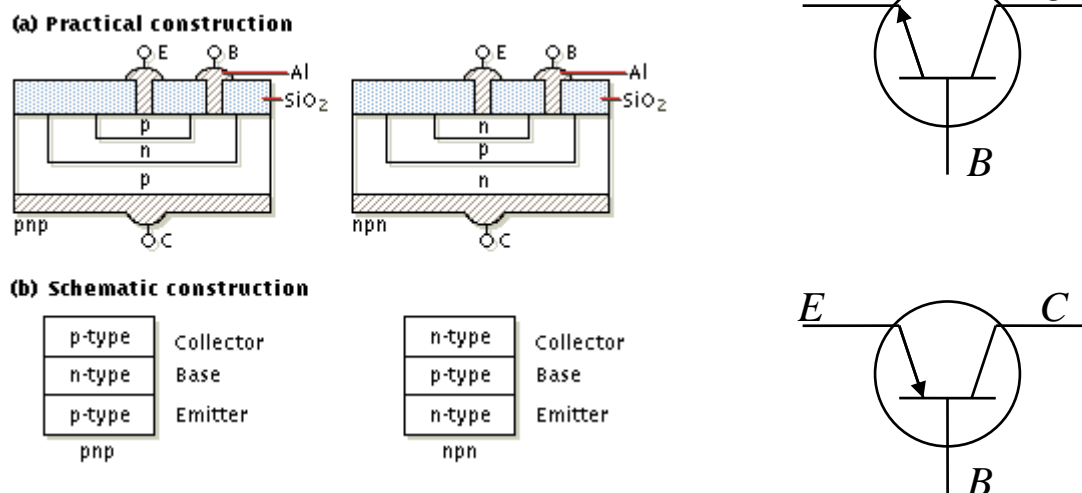 (a) Practical construction
E B
Al
SiO2
p
n
p
pnp
C
E B
Al
SiO2
n
p
n
npn
C
B
(b) Schematic construction
p-type Collector
n-type Base
p-type Emitter
pnp
n-type Collector
p-type Base
n-type Emitter
npn
E C
B